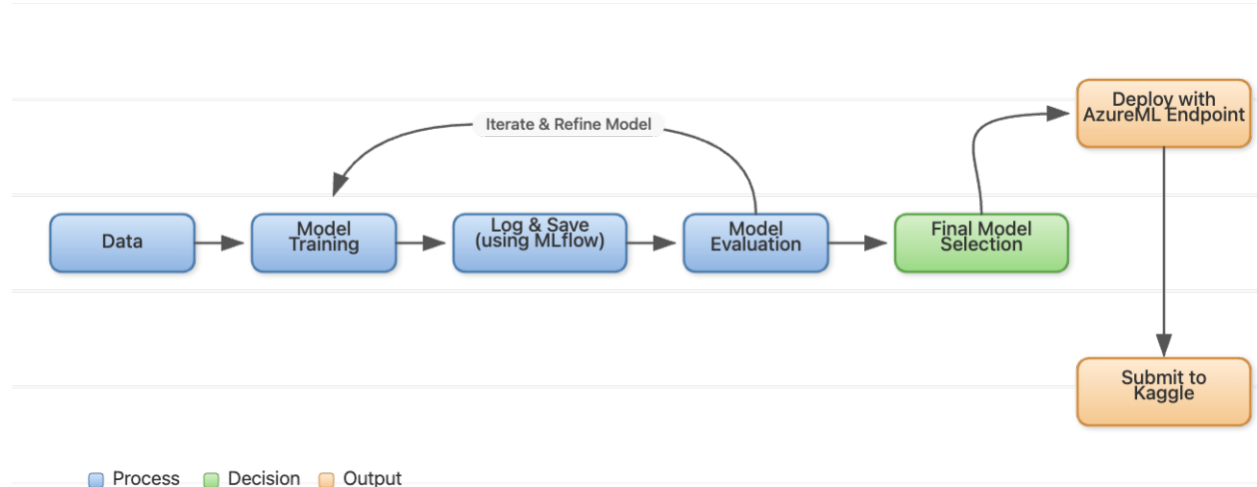 Deploy with
AzureML Endpoint
Iterate & Refine Model
Data
Model
Training
Log & Save
(using MLflow)
Model
Evaluation
Final Model
Selection
Submit to
Kaggle
Process
Decision
Output